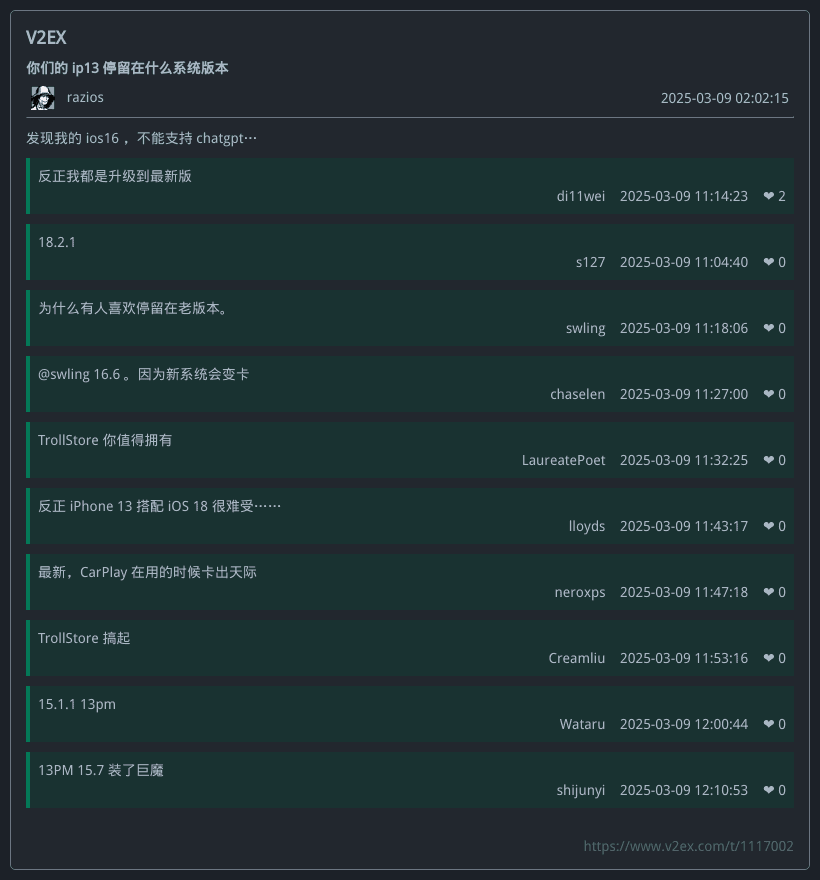 V2EX
你们的 ip13 停留在什么系统版本
razios 2025-03-09 02:02:15
发现我的 ios16 ，不能支持 chatgpt⋯
反正我都是升级到最新版
di11wei 2025-03-09 11:14:23 ❤ 2
18.2.1
s127 2025-03-09 11:04:40 ❤ 0
为什么有人喜欢停留在老版本。
swling 2025-03-09 11:18:06 ❤ 0
@swling 16.6 。因为新系统会变卡
chaselen 2025-03-09 11:27:00 ❤ 0
TrollStore 你值得拥有
LaureatePoet 2025-03-09 11:32:25 ❤ 0
反正 iPhone 13 搭配 iOS 18 很难受⋯⋯
lloyds 2025-03-09 11:43:17 ❤ 0
最新，CarPlay 在用的时候卡出天际
neroxps 2025-03-09 11:47:18 ❤ 0
TrollStore 搞起
Creamliu 2025-03-09 11:53:16 ❤ 0
15.1.1 13pm
Wataru 2025-03-09 12:00:44 ❤ 0
13PM 15.7 装了巨魔
shijunyi 2025-03-09 12:10:53 ❤ 0
https://www.v2ex.com/t/1117002